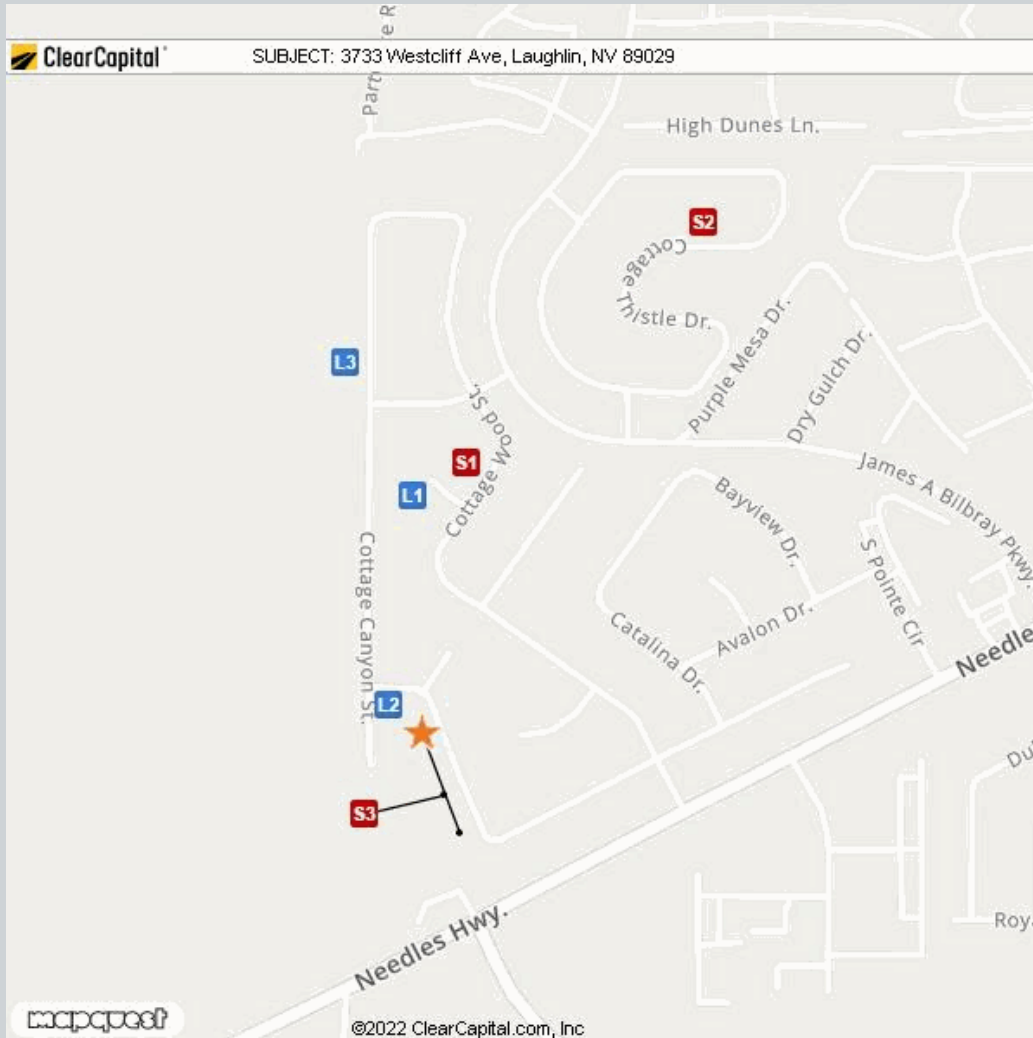 ClearCapital
SUBJECT: 3733 Westcliff Ave, Laughlin, NV 89029
High Dunes Ln.
S2
Cottage
Thistle Dr.
Purple Mesa Dr.
Dry Gulch Dr.
L3
Cottage Wood St.
S1
L1
James A Bilbray Pkwy.
Bayview Dr.
Cottage Canyon St.
S Pointe Cir
Avalon Dr.
Catalina Dr.
Needle
L2
S3
Needles Hwy.
mapquest
©2022 ClearCapital.com, Inc